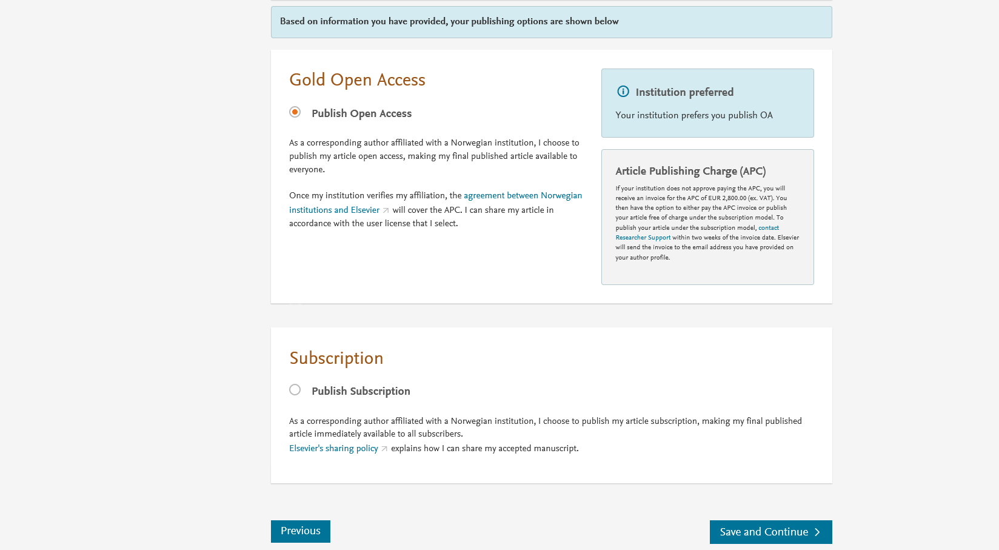 Based on information you have provided, your publishing options are shown below
Gold Open Access
Publish Open Access
As a corresponding author affiliated with a Norwegian institution, I choose to
publish my article open access, making my final published article available to
everyone.
Once my institution verifies my affiliation, the agreement between Norwegian
institutions and Elsevier will cover the APC. I can share my article in
accordance with the user license that I select.
Institution preferred
Your institution prefers you publish OA
Article Publishing Charge (APC)
If your institution does not approve paying the APC, you will
receive an invoice for the APC of EUR 2,800.00 (ex. VAT). You
then have the option to either pay the APC invoice or publish
your article free of charge under the subscription model. To
publish your article under the subscription model, contact
Researcher Support within two weeks of the invoice date. Elsevier
will send the invoice to the email address you have provided on
your author profile.
Subscription
Publish Subscription
As a corresponding author affiliated with a Norwegian institution, I choose to publish my article subscription, making my final published
article immediately available to all subscribers.
Elsevier's sharing policy explains how I can share my accepted manuscript.
Previous
Save and Continue